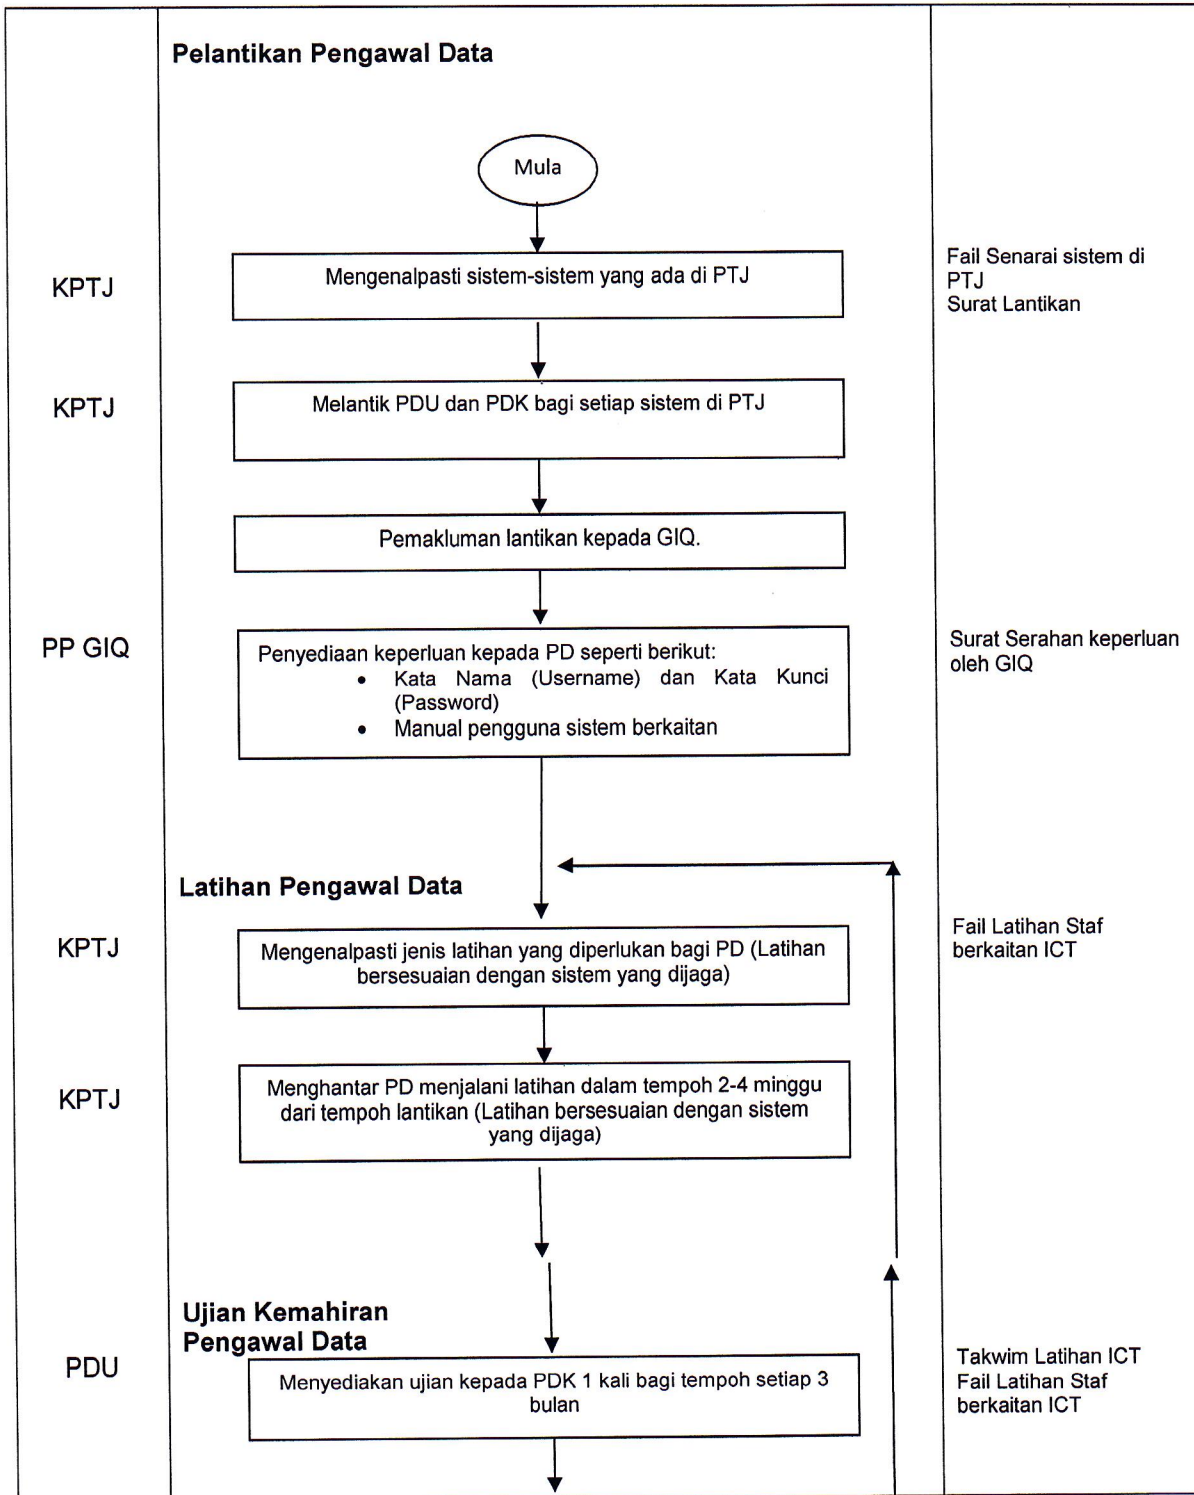 Pelantikan Pengawal Data
Mula
KPTJ
Mengenalpasti sistem-sistem yang ada di PTJ
Fail Senarai sistem di
PTJ
Surat Lantikan
KPTJ
Melantik PDU dan PDK bagi setiap sistem di PTJ
Pemakluman lantikan kepada GIQ.
PP GIQ
Penyediaan keperluan kepada PD seperti berikut:
• Kata Nama (Username) dan Kata Kunci
(Password)
• Manual pengguna sistem berkaitan
Surat Serahan keperluan
oleh GIQ
Latihan Pengawal Data
KPTJ
Mengenalpasti jenis latihan yang diperlukan bagi PD (Latihan
bersesuaian dengan sistem yang dijaga)
Fail Latihan Staf
berkaitan ICT
KPTJ
Menghantar PD menjalani latihan dalam tempoh 2-4 minggu
dari tempoh lantikan (Latihan bersesuaian dengan sistem
yang dijaga)
Ujian Kemahiran
Pengawal Data
PDU
Menyediakan ujian kepada PDK 1 kali bagi tempoh setiap 3
bulan
Takwim Latihan ICT
Fail Latihan Staf
berkaitan ICT